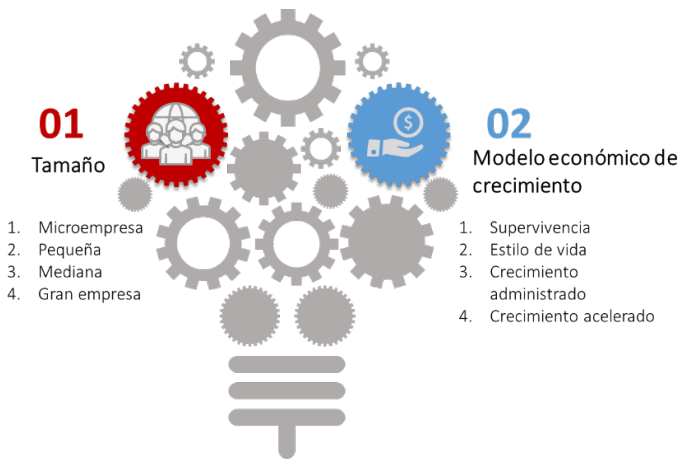 01
Tamaño
1. Microempresa
2. Pequeña
3. Mediana
4. Gran empresa
$
02
Modelo económico de
crecimiento
1. Supervivencia
2. Estilo de vida
3. Crecimiento
administrado
4. Crecimiento acelerado